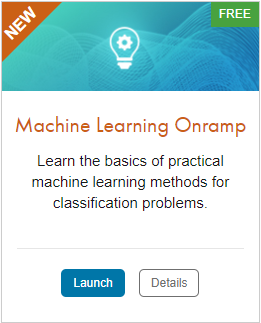 NEW
FREE
Machine Learning Onramp
Learn the basics of practical
machine learning methods for
classification problems.
Launch
Details